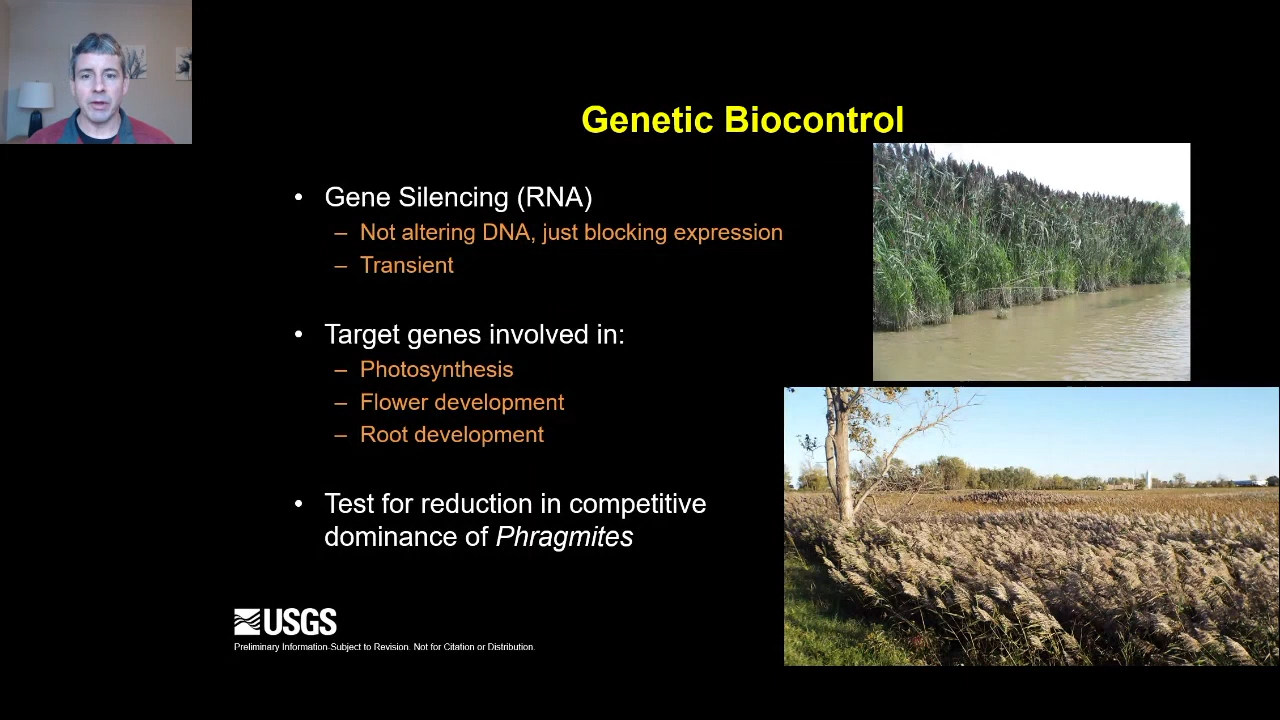 Genetic Biocontrol
• Gene Silencing (RNA)
– Not altering DNA, just blocking expression
– Transient
• Target genes involved in:
– Photosynthesis
– Flower development
– Root development
• Test for reduction in competitive
dominance of Phragmites
USGS
Preliminary Information-Subject to Revision. Not for Citation or Distribution.